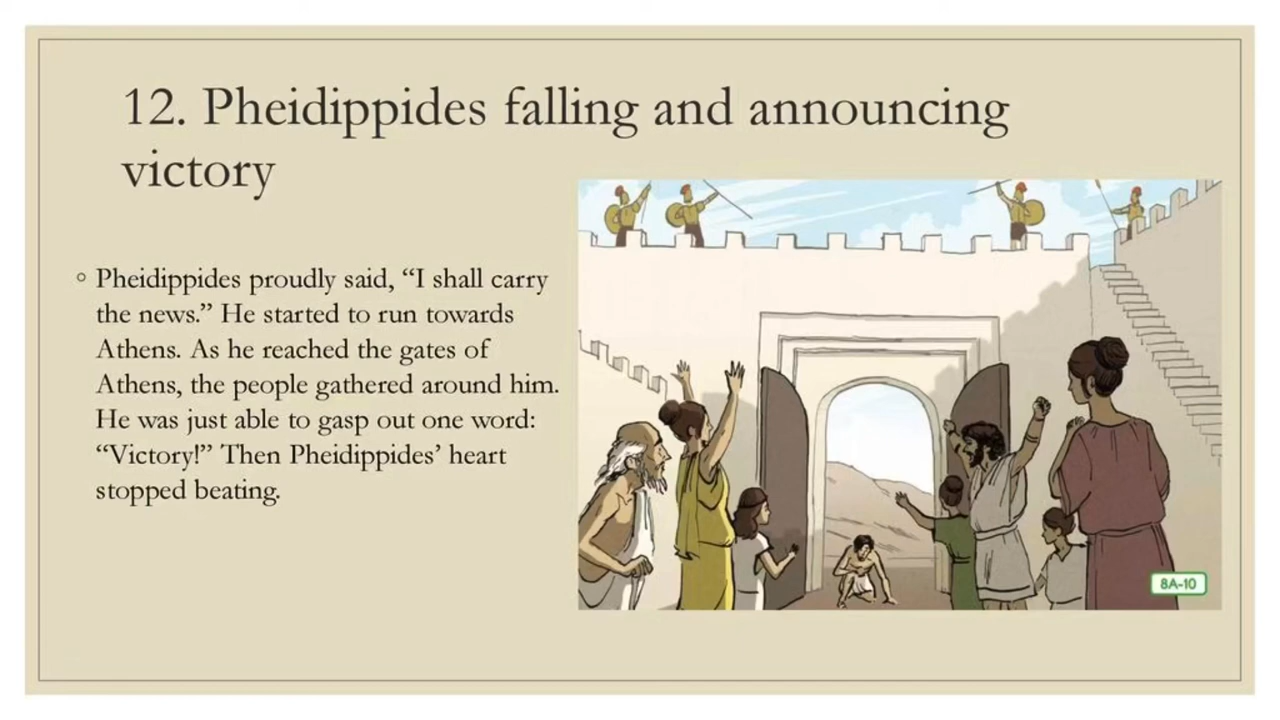 12. Pheidippides falling and announcing
victory
Pheidippides proudly said, “I shall carry
the news.” He started to run towards
Athens. As he reached the gates of
Athens, the people gathered around him.
He was just able to gasp out one word:
“Victory!” Then Pheidippides’ heart
stopped beating.
8A-10